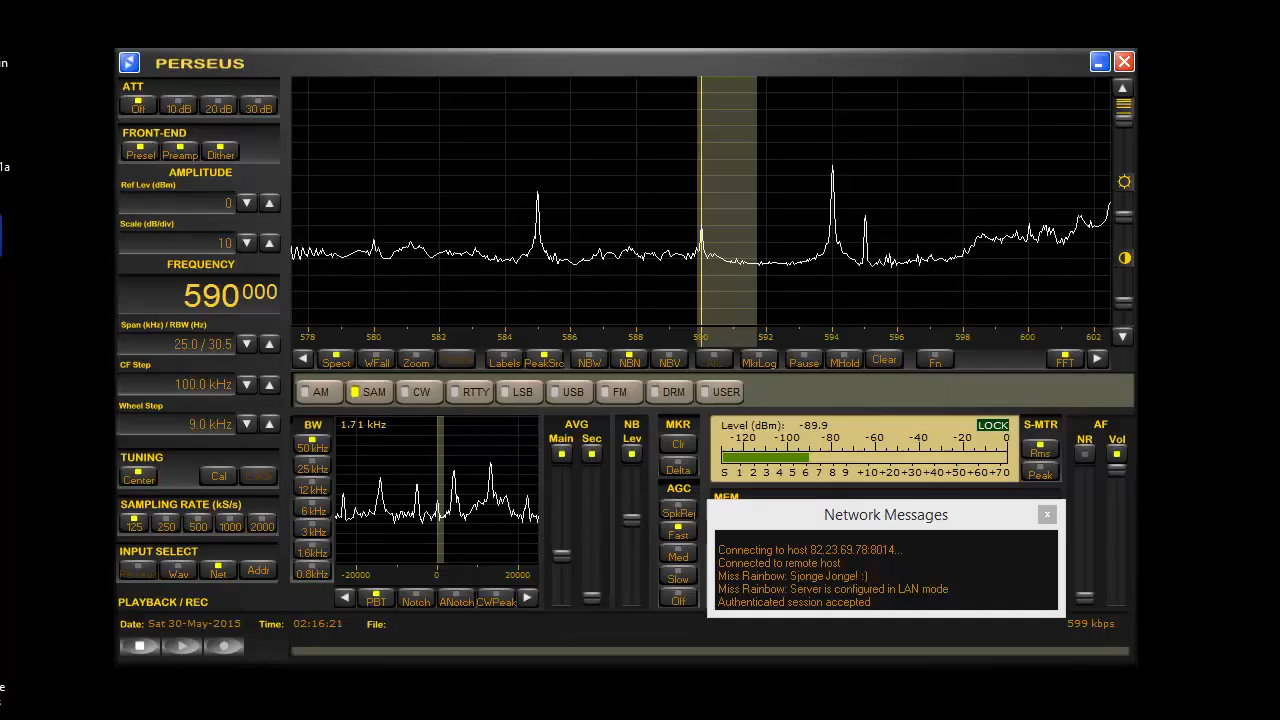 in
1a
e
s
PERSEUS
ATT
Off 10 dB 20 dB 30 dB
FRONT-END
Presel Preamp Dither
AMPLITUDE
Ref Lev (dBm)
0
Scale (dB/div)
10
FREQUENCY
590000
Span (kHz) / RBW (Hz)
25.0 / 30.5
CF Step
100.0 kHz
Wheel Step
9.0 kHz
TUNING
Center Cal
SAMPLING RATE (kS/s)
125 250 500 1000 2000
INPUT SELECT
Perseus Wav Net Addr
PLAYBACK / REC
578 580 582 584 586 588 590 592 594 596 598 600 602
Spect WFall Zoom Labels PeakSrc NBW NBN NBV MkrLog Pause MHold Clear Fn FFT
AM SAM CW RTTY LSB USB FM DRM USER
BW
50 kHz
25 kHz
12 kHz
6 kHz
3 kHz
1.6kHz
0.8kHz
1.71 kHz
-20000 0 20000
PBT Notch ANotch CWPeak
AVG
Main Sec
NB
Lev
MKR
Clr
Delta
AGC
SpkRej
Fast
Med
Slow
Off
Level (dBm): -89.9 LOCK
-120 -100 -80 -60 -40 -20 0
S 1 2 3 4 5 6 7 8 9 +10 +20 +30 +40 +50 +60 +70
S-MTR
Rms
Peak
AF
NR Vol
MEM
Network Messages
x
Connecting to host 82.23.69.78:8014...
Connected to remote host
Miss Rainbow: Sjonge Jonge! :)
Miss Rainbow: Server is configured in LAN mode
Authenticated session accepted
Date: Sat 30-May-2015 Time: 02:16:21 File: 599 kbps